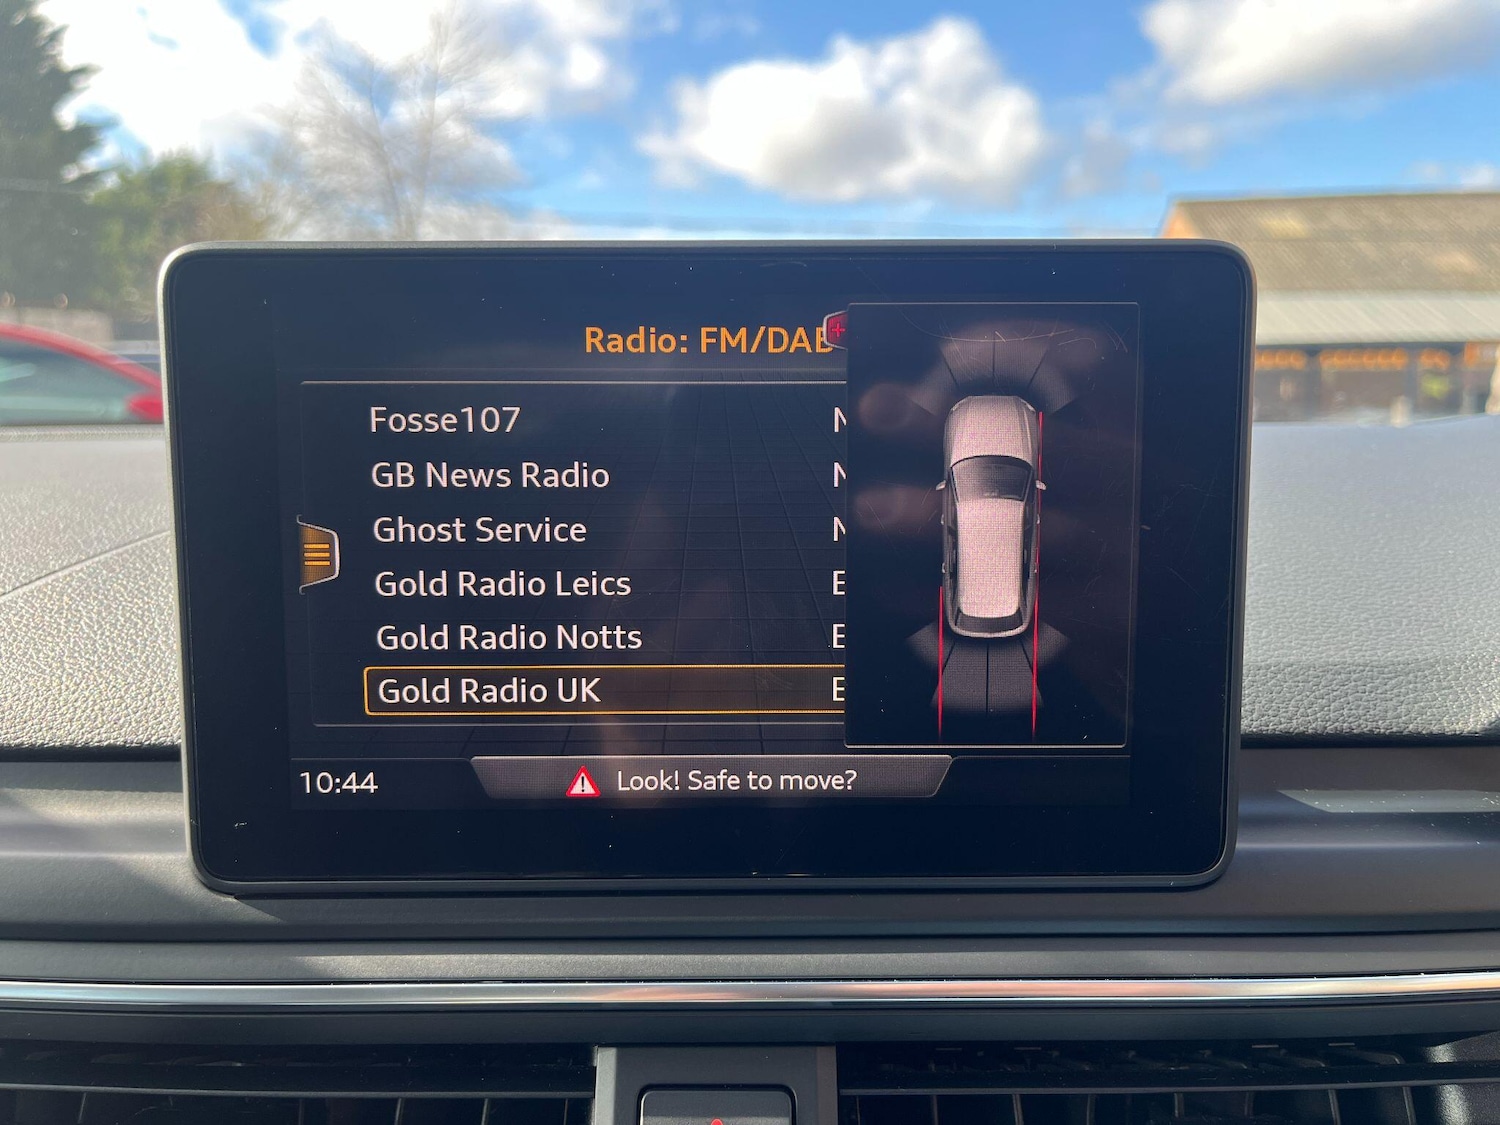 Radio: FM/DAB
Fosse107 N
GB News Radio N
Ghost Service N
Gold Radio Leics E
Gold Radio Notts E
Gold Radio UK E
10:44 Look! Safe to move?